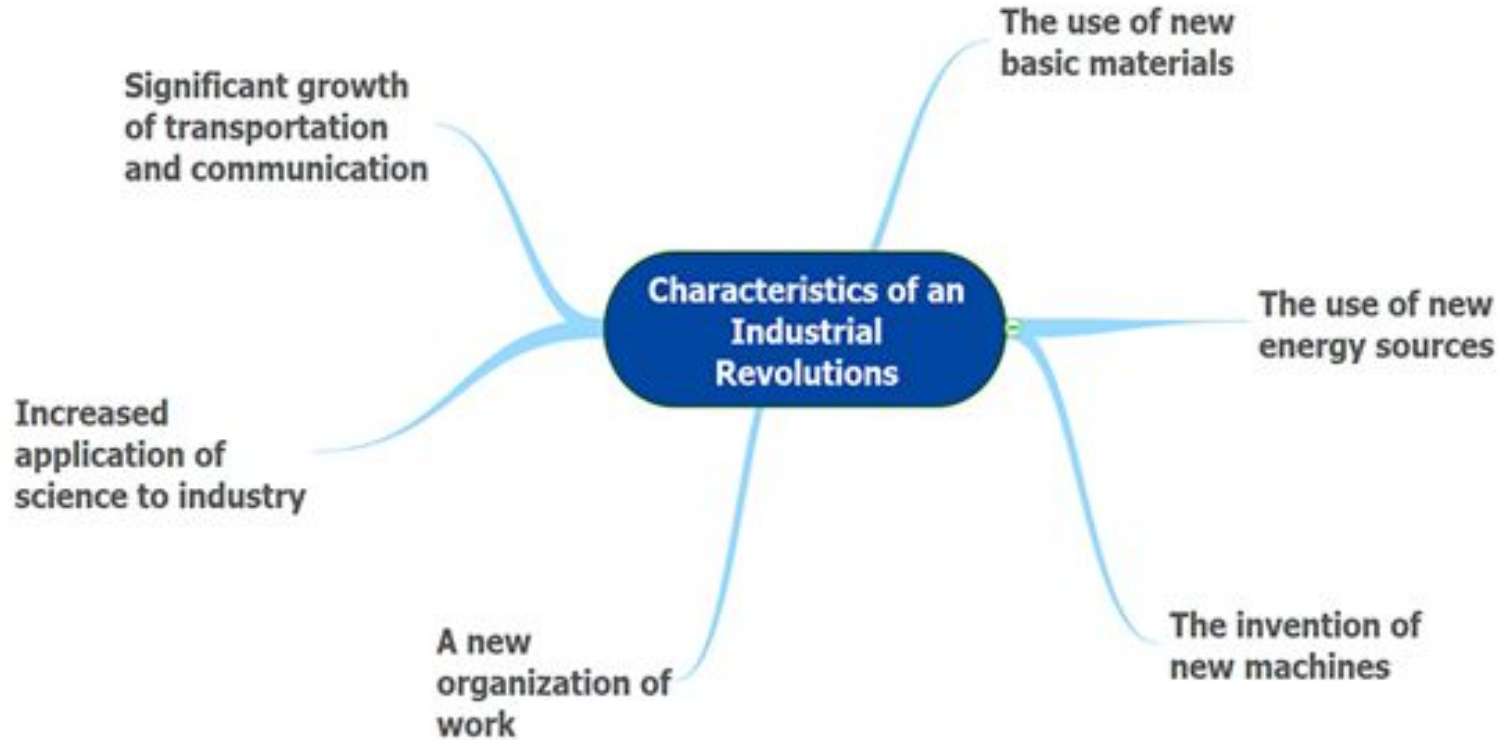 Characteristics of an
Industrial
Revolutions
The use of new
basic materials
The use of new
energy sources
The invention of
new machines
A new
organization of
work
Increased
application of
science to industry
Significant growth
of transportation
and communication